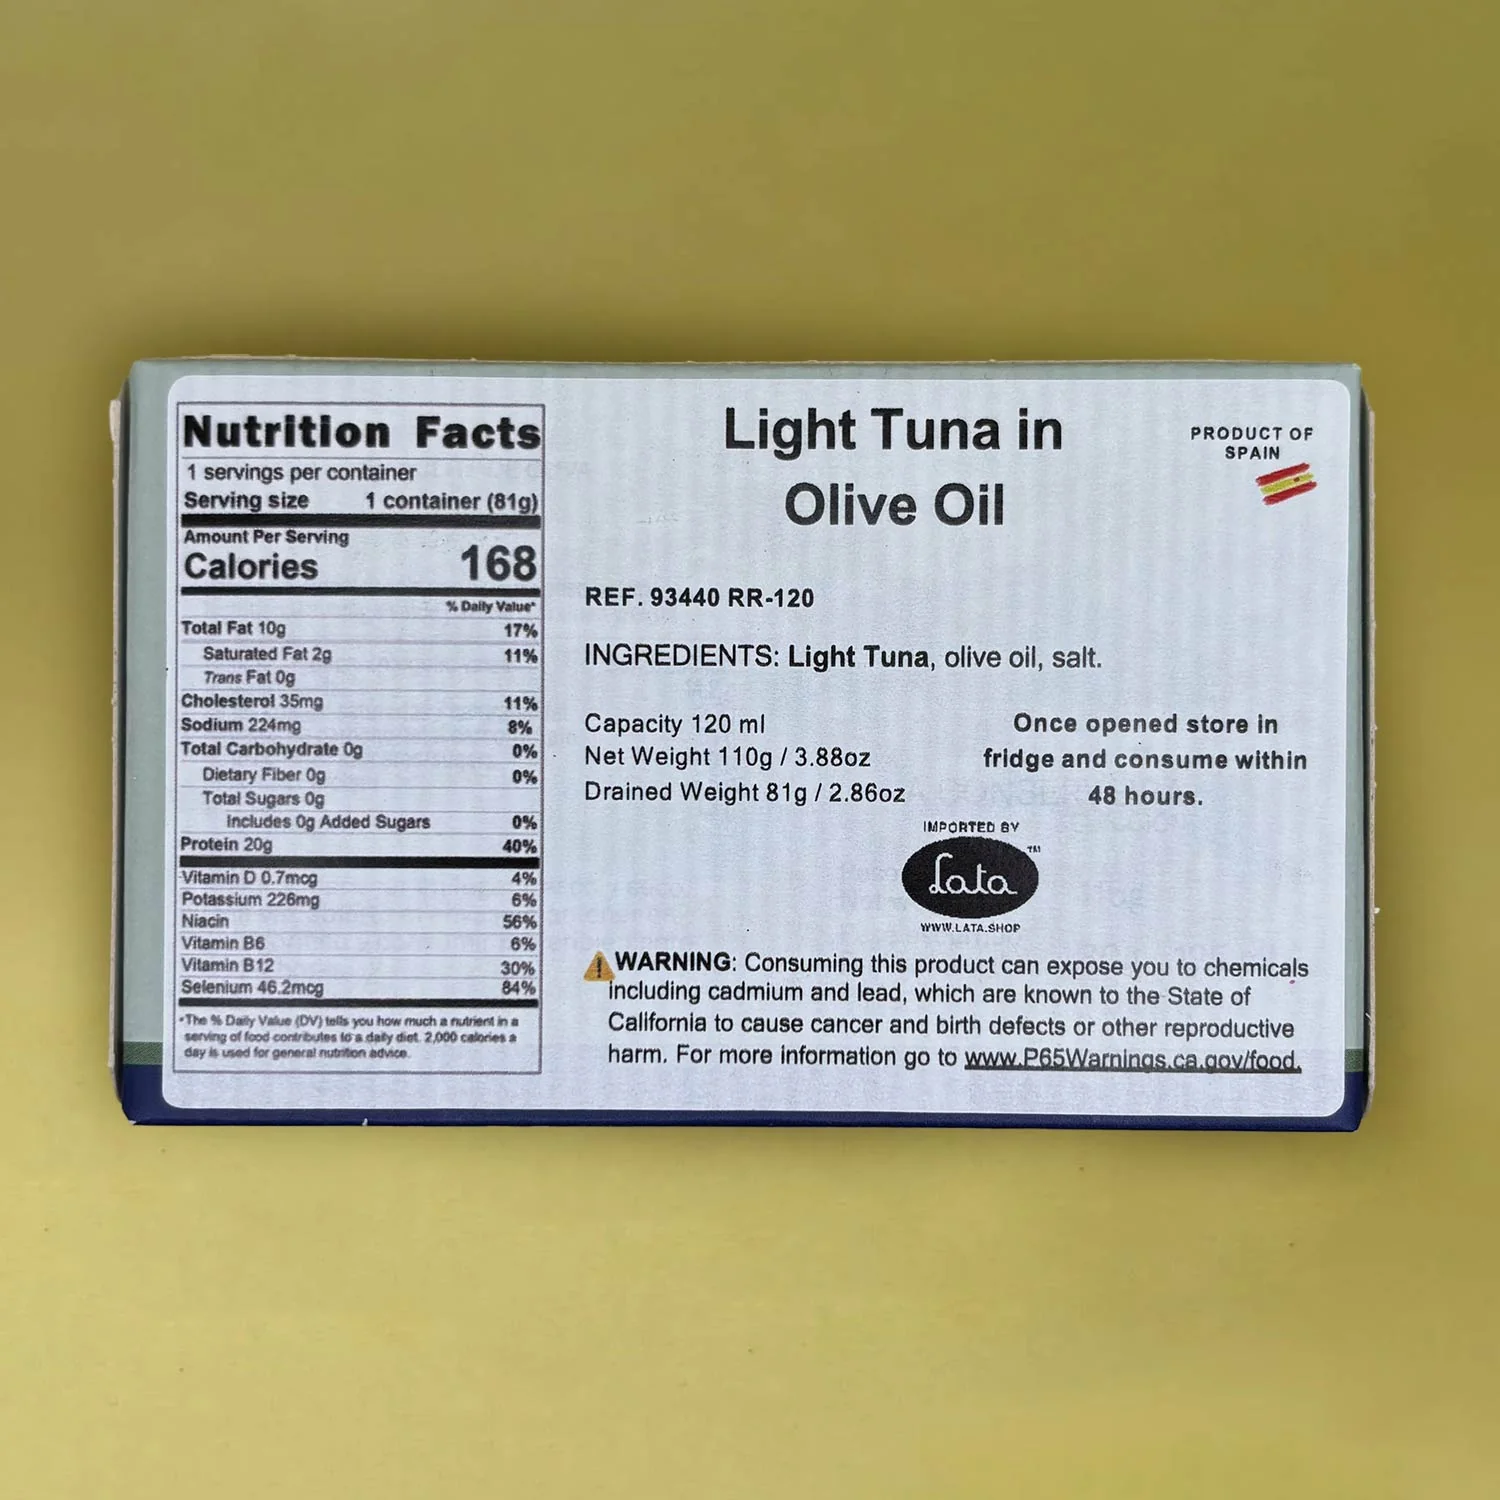 Nutrition Facts
1 servings per container
Serving size 1 container (81g)
Amount Per Serving
Calories 168
% Daily Value*
Total Fat 10g 17%
Saturated Fat 2g 11%
Trans Fat 0g
Cholesterol 35mg 11%
Sodium 224mg 8%
Total Carbohydrate 0g 0%
Dietary Fiber 0g 0%
Total Sugars 0g
Includes 0g Added Sugars 0%
Protein 20g 40%
Vitamin D 0.7mcg 4%
Potassium 226mg 6%
Niacin 56%
Vitamin B6 6%
Vitamin B12 30%
Selenium 46.2mcg 84%
*The % Daily Value (DV) tells you how much a nutrient in a
serving of food contributes to a daily diet. 2,000 calories a
day is used for general nutrition advice.
Light Tuna in
Olive Oil
PRODUCT OF
SPAIN
REF. 93440 RR-120
INGREDIENTS: Light Tuna, olive oil, salt.
Capacity 120 ml
Net Weight 110g / 3.88oz
Drained Weight 81g / 2.86oz
Once opened store in
fridge and consume within
48 hours.
IMPORTED BY
Lata TM
WWW.LATA.SHOP
WARNING: Consuming this product can expose you to chemicals
including cadmium and lead, which are known to the State of
California to cause cancer and birth defects or other reproductive
harm. For more information go to www.P65Warnings.ca.gov/food.